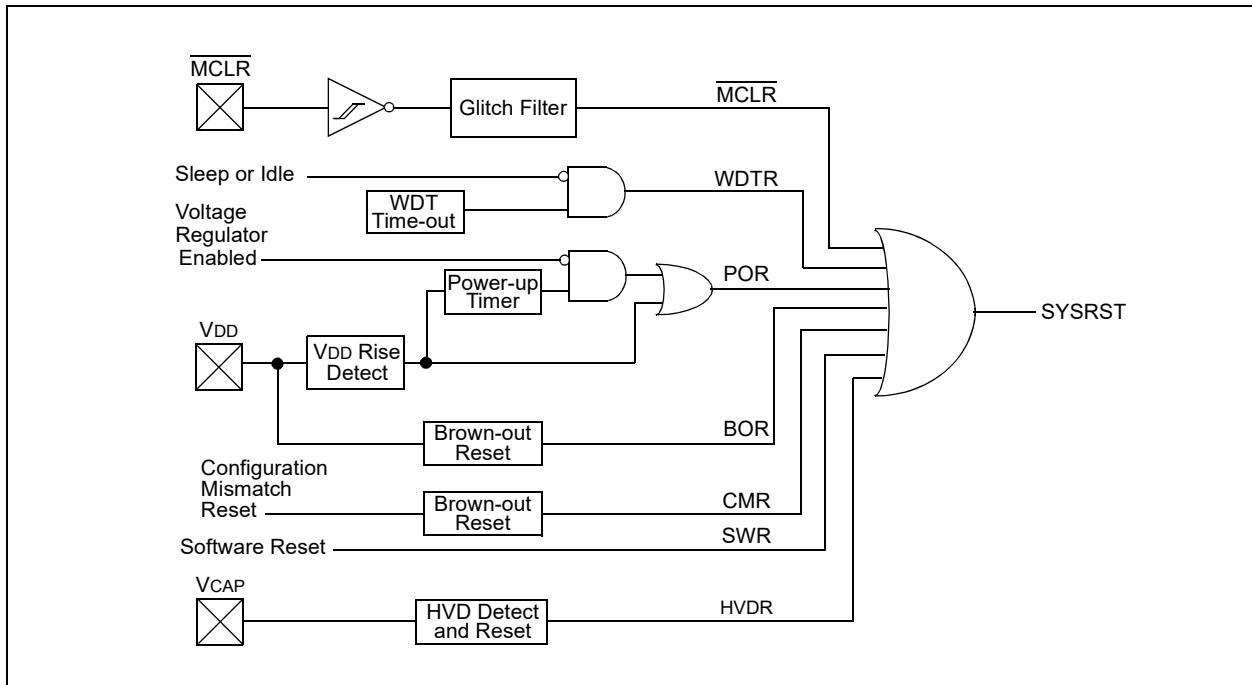 MCLR
Glitch Filter
MCLR
Sleep or Idle
WDT
Time-out
WDTR
Voltage
Regulator
Enabled
Power-up
Timer
POR
SYSRST
VDD
VDD Rise
Detect
Brown-out
Reset
BOR
Configuration
Mismatch
Reset
Brown-out
Reset
CMR
Software Reset
SWR
VCAP
HVD Detect
and Reset
HVDR